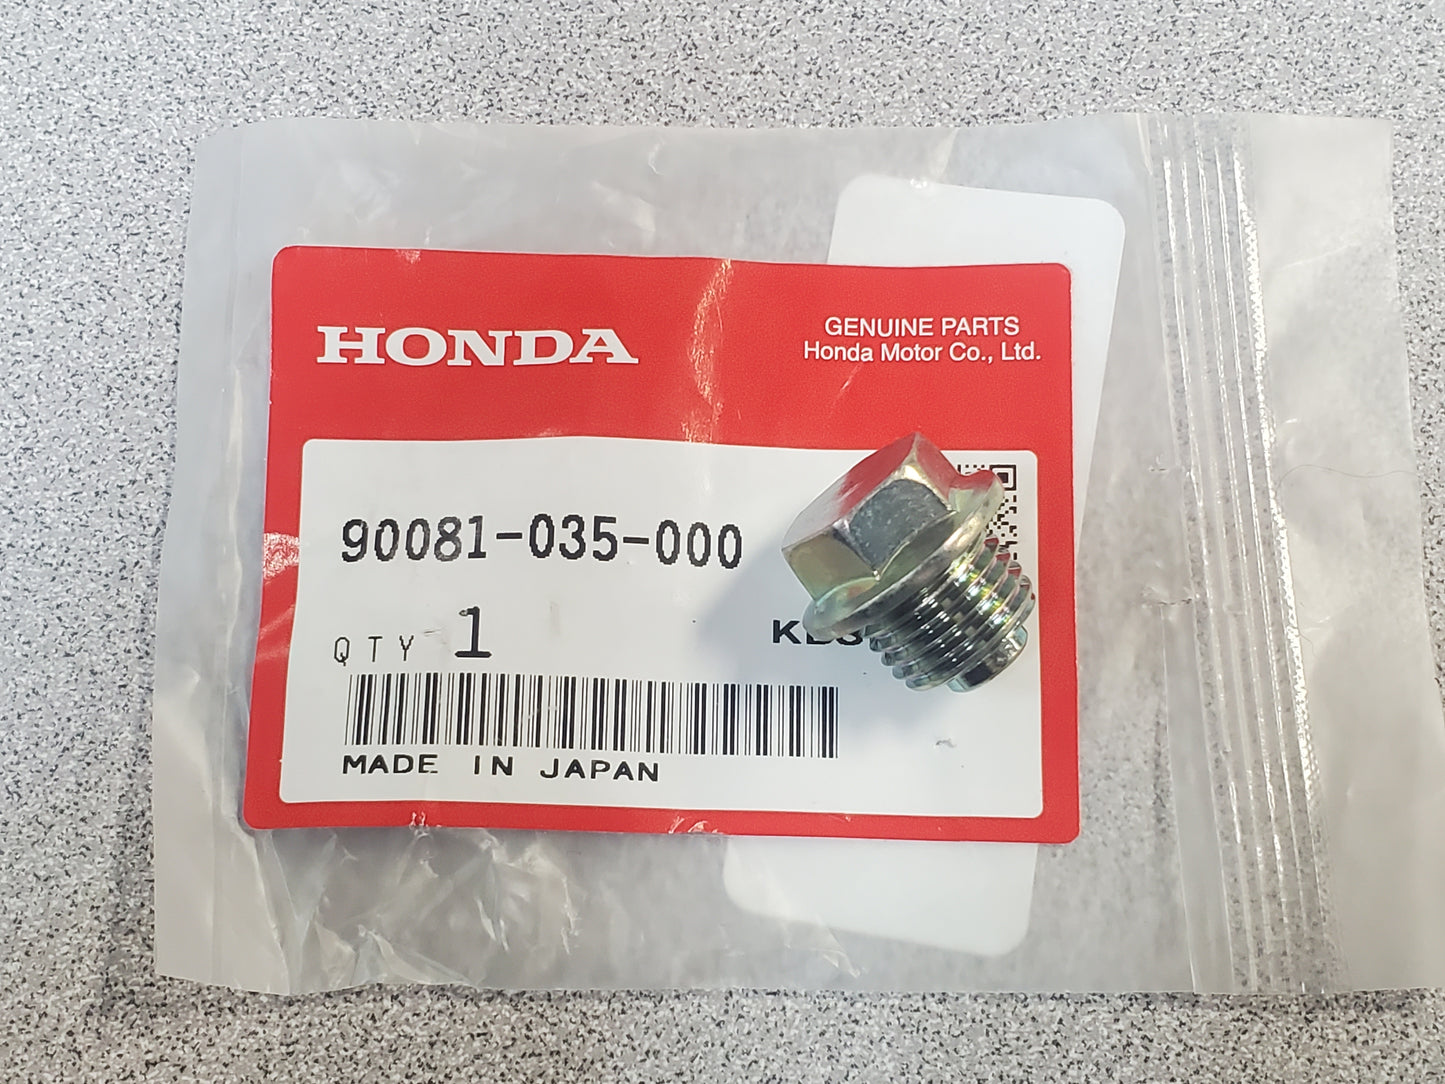 HONDA
GENUINE PARTS
Honda Motor Co., Ltd.
90081-035-000
QTY 1
MADE IN JAPAN